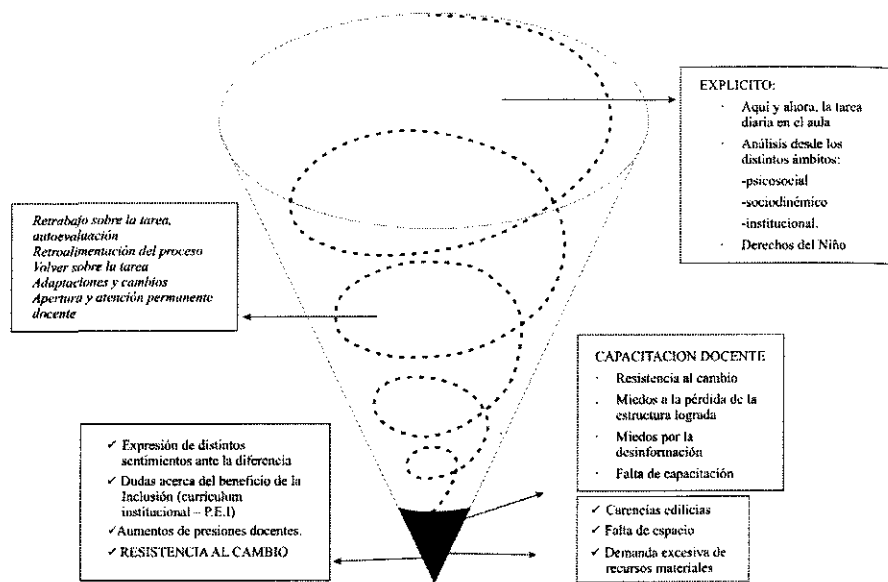 EXPLICITO:
· Aquí y ahora, la tarea
diaria en el aula
· Análisis desde los
distintos ámbitos:
-psicosocial
-sociodinémico
-institucional.
· Derechos del Niño
Retrabajo sobre la tarea,
autoevaluación
Retroalimentación del proceso
Volver sobre la tarea
Adaptaciones y cambios
Apertura y atención permanente
docente
CAPACITACION DOCENTE
· Resistencia al cambio
· Miedos a la pérdida de la
estructura lograda
· Miedos por la
desinformación
· Falta de capacitación
✓ Expresión de distintos
sentimientos ante la diferencia
✓ Dudas acerca del beneficio de la
Inclusión (curriculum
institucional – P.E.I)
✓Aumentos de presiones docentes.
✓ RESISTENCIA AL CAMBIO
✓ Carencias edilicias
✓ Falta de espacio
✓ Demanda excesiva de
recursos materiales